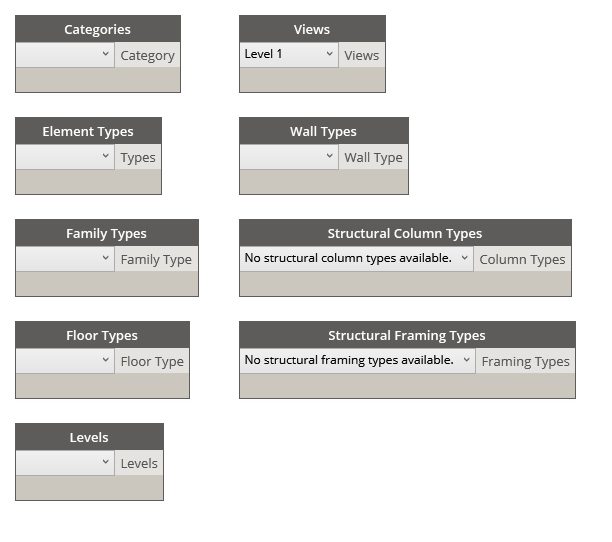 Categories
Category
Views
Level 1
Views
Element Types
Types
Wall Types
Wall Type
Family Types
Family Type
Structural Column Types
No structural column types available.
Column Types
Floor Types
Floor Type
Structural Framing Types
No structural framing types available.
Framing Types
Levels
Levels